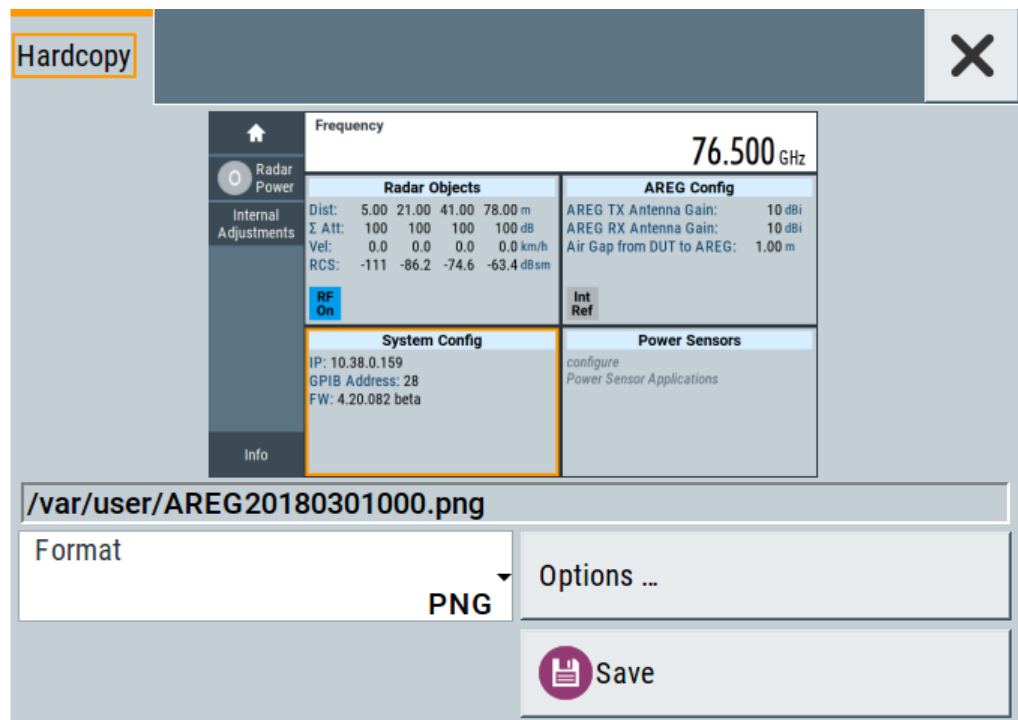 Hardcopy
Frequency
76.500 GHz
Radar
Power
Internal
Adjustments
Radar Objects
Dist: 5.00 21.00 41.00 78.00 m
Σ Att: 100 100 100 100 dB
Vel: 0.0 0.0 0.0 0.0 km/h
RCS: -111 -86.2 -74.6 -63.4 dBsm
RF
On
AREG Config
AREG TX Antenna Gain: 10 dBi
AREG RX Antenna Gain: 10 dBi
Air Gap from DUT to AREG: 1.00 m
Int
Ref
System Config
IP: 10.38.0.159
GPIB Address: 28
FW: 4.20.082 beta
Power Sensors
configure
Power Sensor Applications
Info
/var/user/AREG20180301000.png
Format
PNG
Options ...
Save